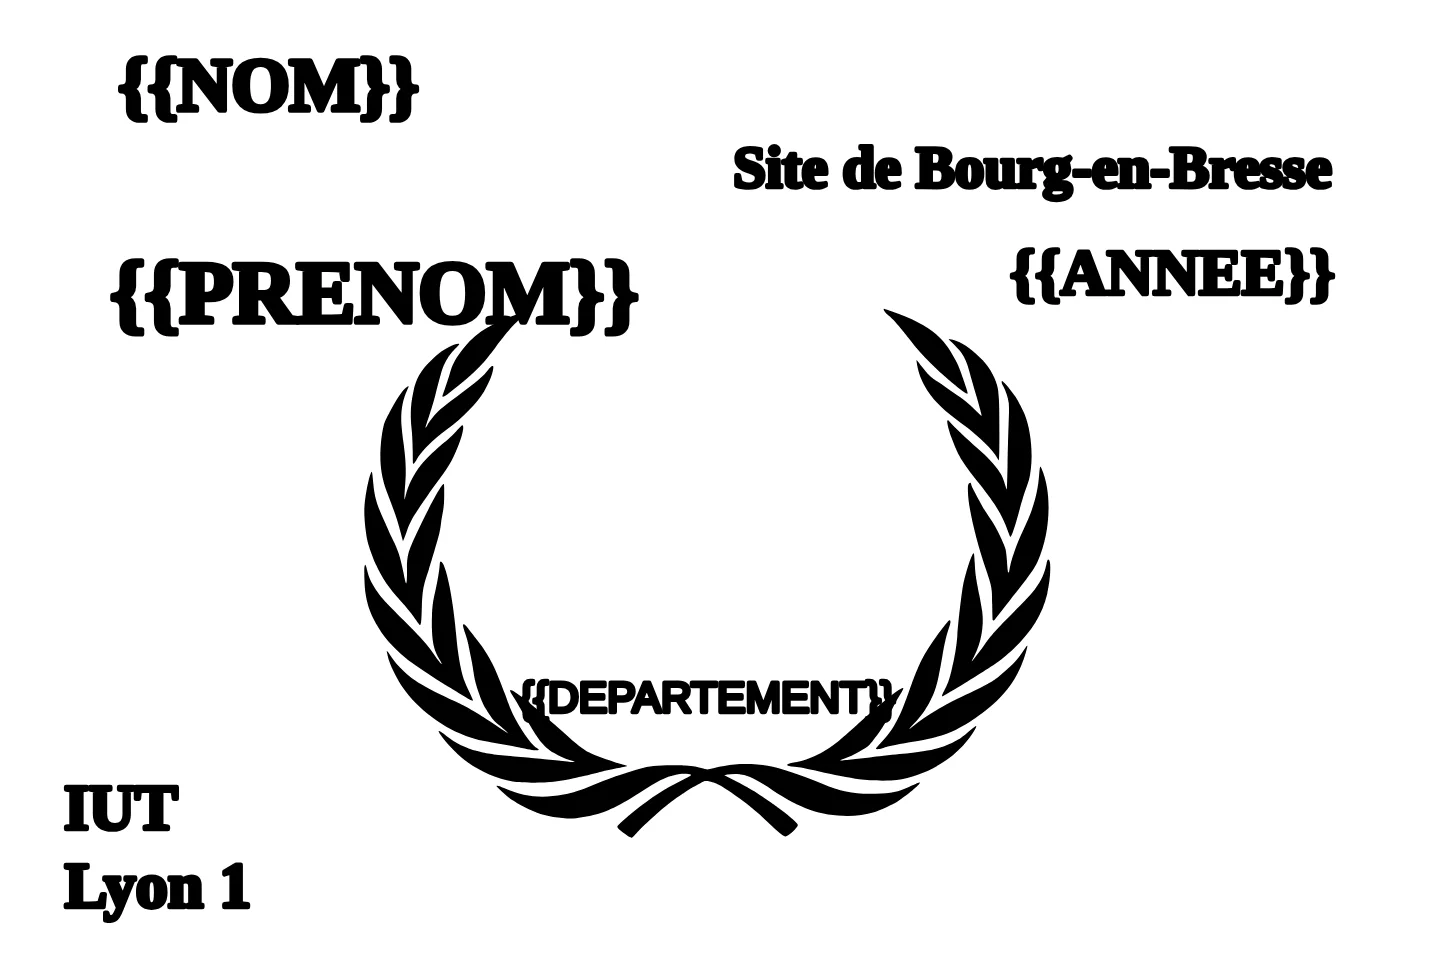 {{NOM}}
Site de Bourg-en-Bresse
{{PRENOM}}
{{ANNEE}}
{{DEPARTEMENT}}
IUT
Lyon 1